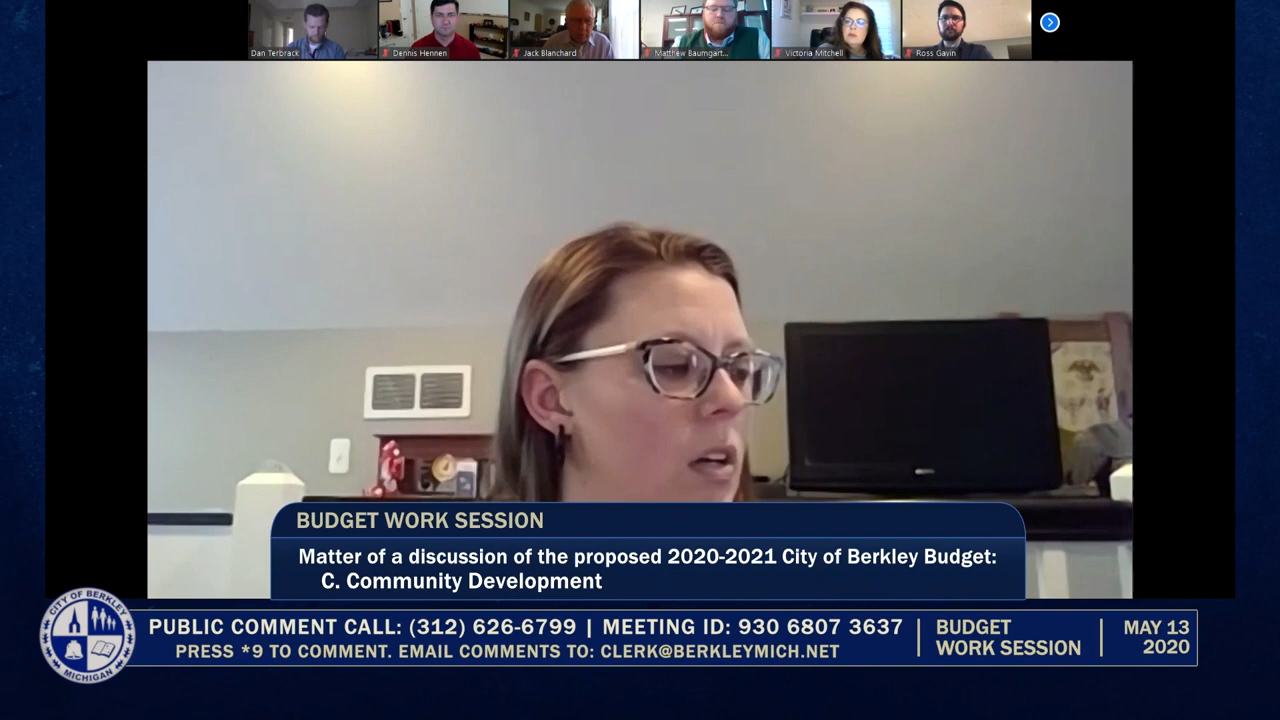 Dan Terbrack
Dennis Hennen
Jack Blanchard
Matthew Baumgart...
Victoria Mitchell
Ross Gavin
BUDGET WORK SESSION
Matter of a discussion of the proposed 2020-2021 City of Berkley Budget:
C. Community Development
CITY OF BERKLEY
MICHIGAN
PUBLIC COMMENT CALL: (312) 626-6799 | MEETING ID: 930 6807 3637
PRESS *9 TO COMMENT. EMAIL COMMENTS TO: CLERK@BERKLEYMICH.NET
BUDGET
WORK SESSION
MAY 13
2020